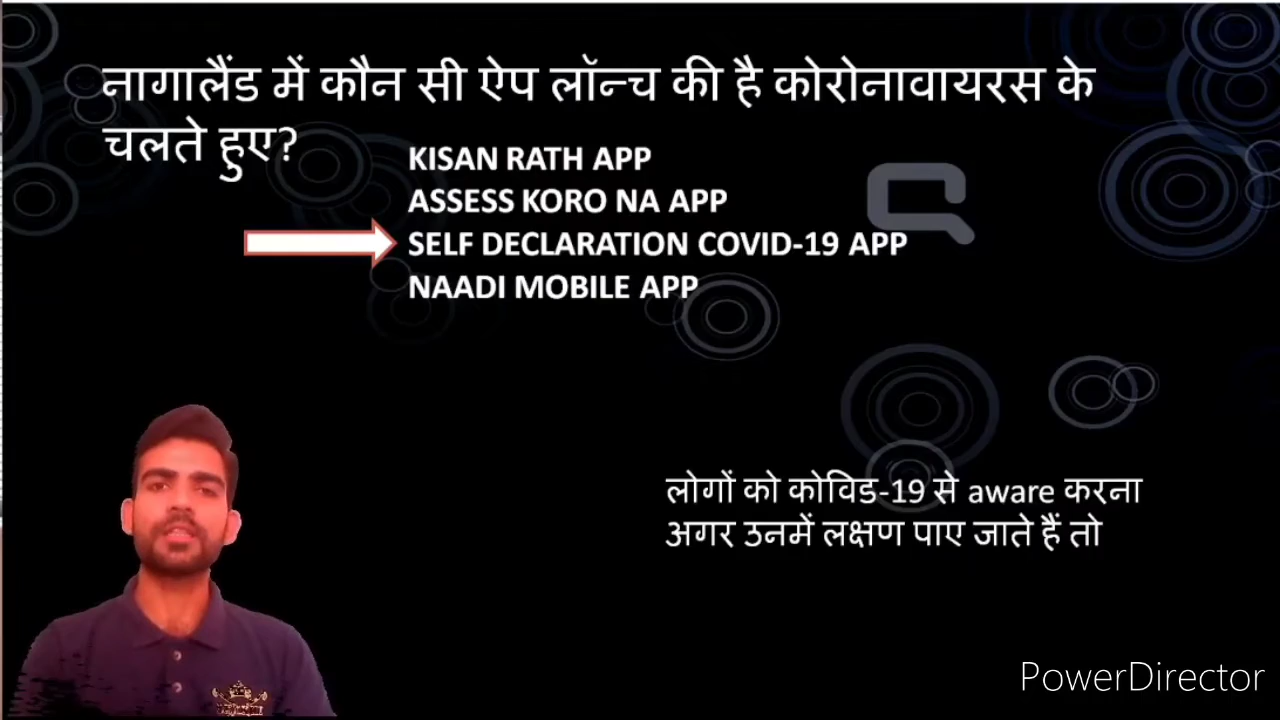 नागालैंड में कौन सी ऐप लॉन्च की है कोरोनावायरस के
चलते हुए?
KISAN RATH APP
ASSESS KORO NA APP
SELF DECLARATION COVID-19 APP
NAADI MOBILE APP
लोगों को कोविड-19 से aware करना
अगर उनमें लक्षण पाए जाते हैं तो
PowerDirector